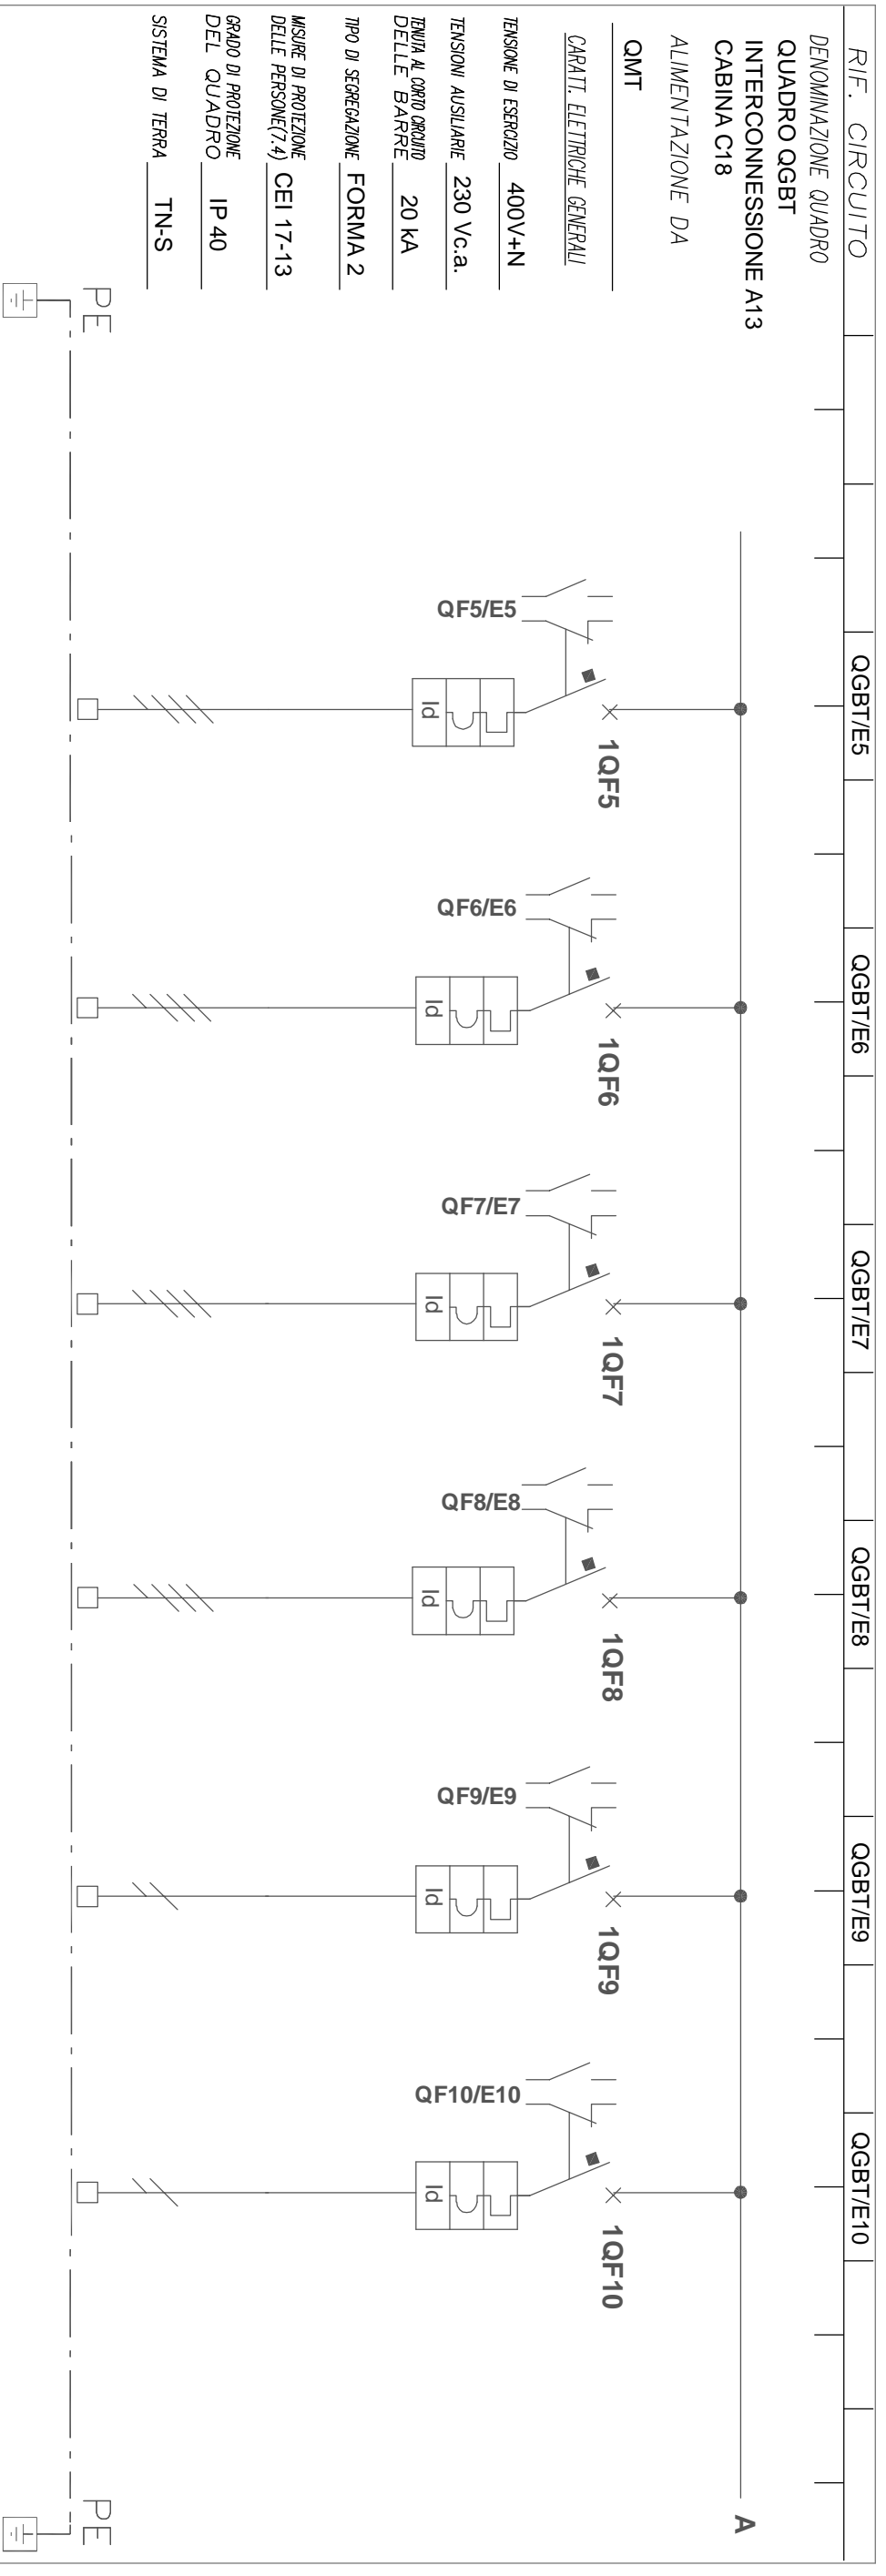 RIF. CIRCUITO
QGBT/E5
QGBT/E6
QGBT/E7
QGBT/E8
QGBT/E9
QGBT/E10
DENOMINAZIONE QUADRO
QUADRO QGBT
INTERCONNESSIONE A13
CABINA C18
A
ALIMENTAZIONE DA
QMT
CARATT. ELETTRICHE GENERALI
TENSIONE DI ESERCIZIO 400V+N
TENSIONI AUSILIARIE 230 Vc.a.
TENUTA AL CORTO CIRCUITO
DELLE BARRE 20 kA
TIPO DI SEGREGAZIONE FORMA 2
MISURE DI PROTEZIONE
DELLE PERSONE(7.4) CEI 17-13
GRADO DI PROTEZIONE
DEL QUADRO IP 40
SISTEMA DI TERRA TN-S
1QF5
QF5/E5
Id
1QF6
QF6/E6
Id
1QF7
QF7/E7
Id
1QF8
QF8/E8
Id
1QF9
QF9/E9
Id
1QF10
QF10/E10
Id
PE
PE